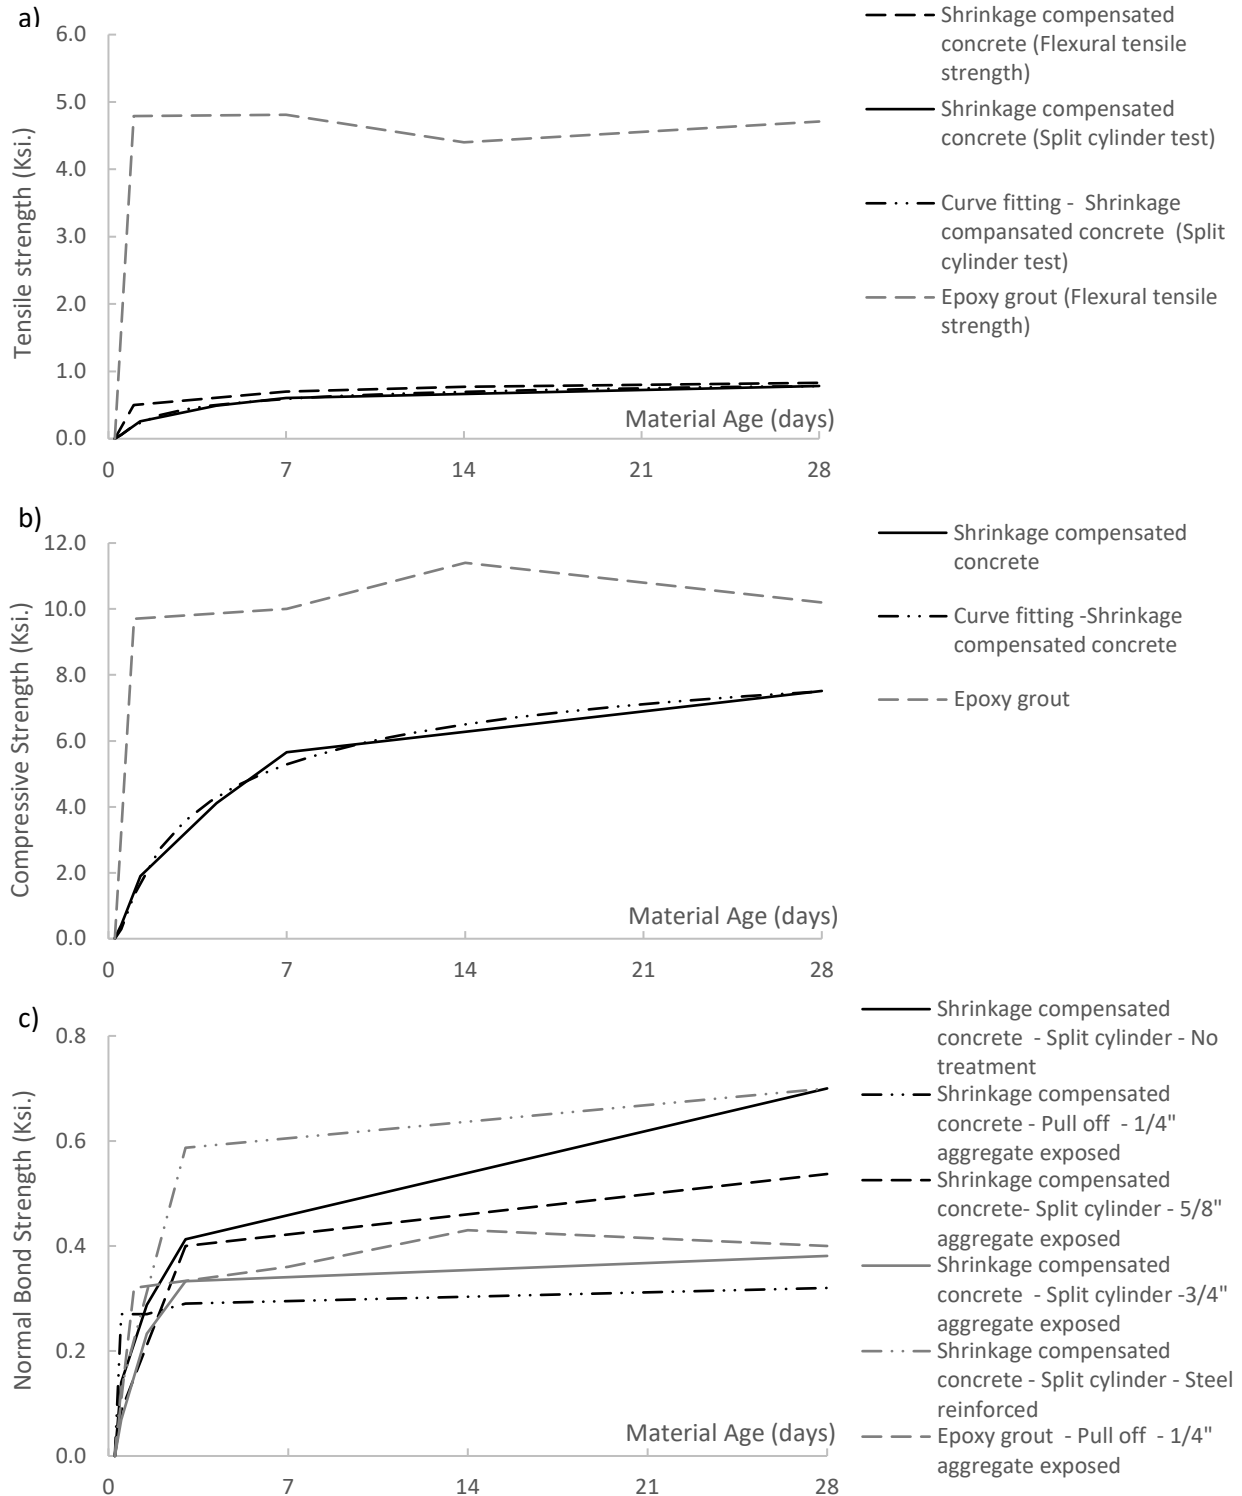 a)
6.0
5.0
4.0
3.0
2.0
1.0
0.0
Tensile strength (Ksi.)
0 7 14 21 28
Material Age (days)
Shrinkage compensated
concrete (Flexural tensile
strength)
Shrinkage compensated
concrete (Split cylinder test)
Curve fitting - Shrinkage
compansated concrete (Split
cylinder test)
Epoxy grout (Flexural tensile
strength)
b)
12.0
10.0
8.0
6.0
4.0
2.0
0.0
Compressive Strength (Ksi.)
0 7 14 21 28
Material Age (days)
Shrinkage compensated
concrete
Curve fitting -Shrinkage
compensated concrete
Epoxy grout
c)
0.8
0.6
0.4
0.2
0.0
Normal Bond Strength (Ksi.)
0 7 14 21 28
Material Age (days)
Shrinkage compensated
concrete - Split cylinder - No
treatment
Shrinkage compensated
concrete - Pull off - 1/4"
aggregate exposed
Shrinkage compensated
concrete- Split cylinder - 5/8"
aggregate exposed
Shrinkage compensated
concrete - Split cylinder -3/4"
aggregate exposed
Shrinkage compensated
concrete - Split cylinder - Steel
reinforced
Epoxy grout - Pull off - 1/4"
aggregate exposed